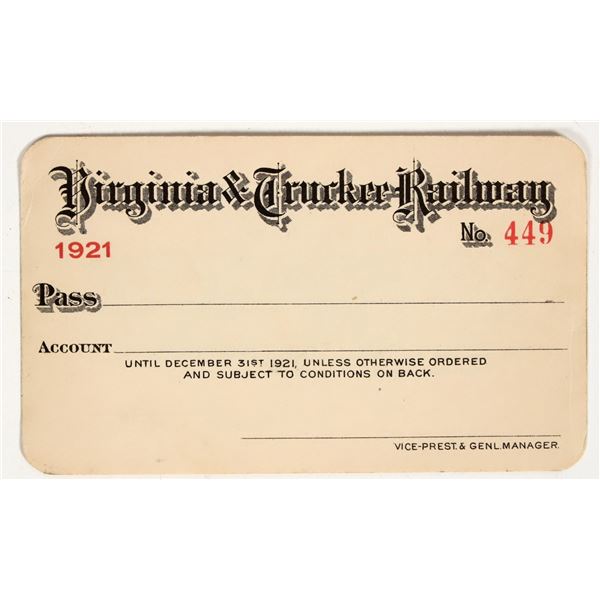 Virginia & Truckee Railway
1921 No. 449
Pass
ACCOUNT
UNTIL DECEMBER 31ST 1921, UNLESS OTHERWISE ORDERED
AND SUBJECT TO CONDITIONS ON BACK.
VICE-PREST. & GENL. MANAGER.